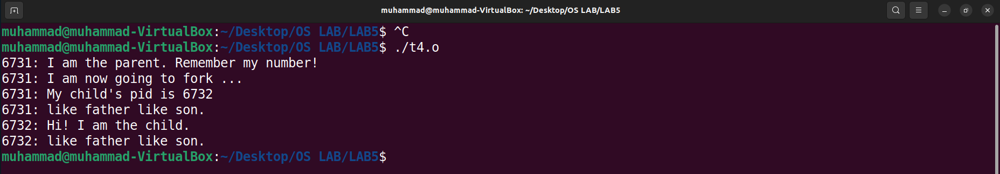 muhammad@muhammad-VirtualBox: ~/Desktop/OS LAB/LAB5
muhammad@muhammad-VirtualBox:~/Desktop/OS LAB/LAB5$ ^C
muhammad@muhammad-VirtualBox:~/Desktop/OS LAB/LAB5$ ./t4.o
6731: I am the parent. Remember my number!
6731: I am now going to fork ...
6731: My child's pid is 6732
6731: like father like son.
6732: Hi! I am the child.
6732: like father like son.
muhammad@muhammad-VirtualBox:~/Desktop/OS LAB/LAB5$